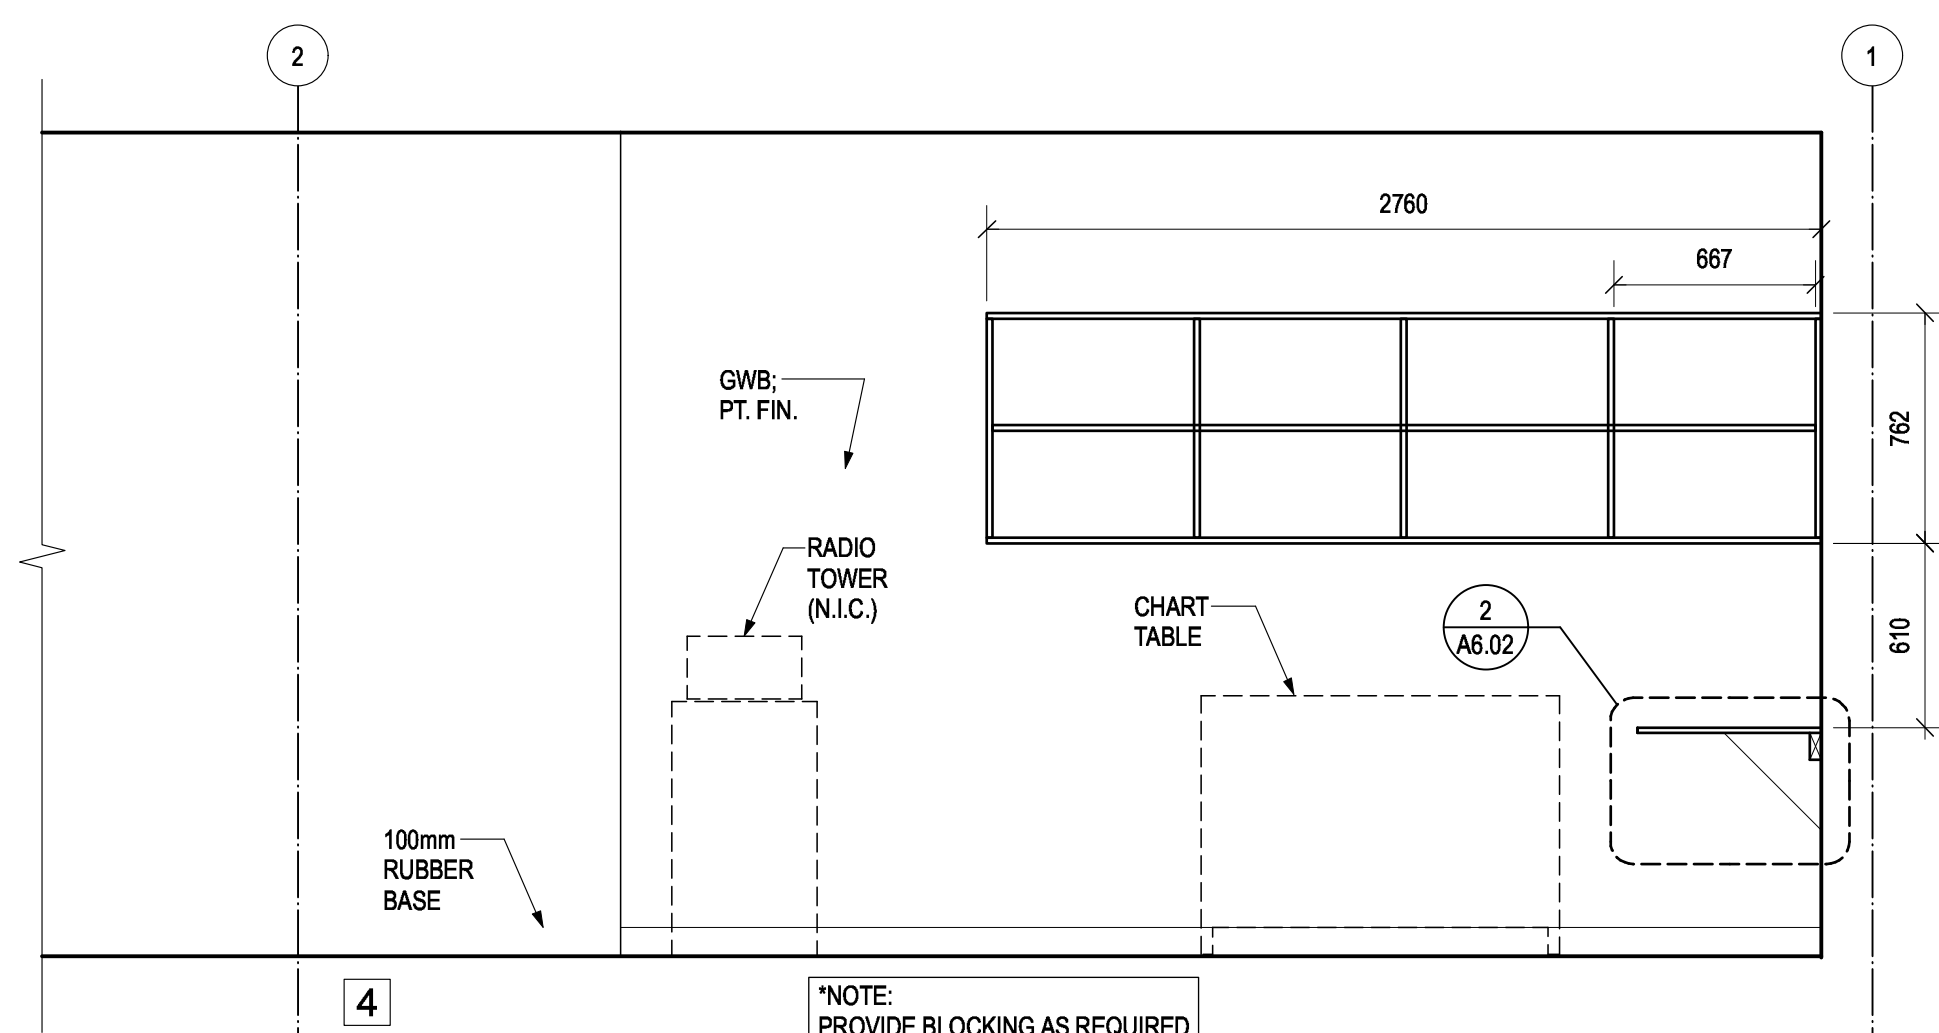 2
1
2760
667
GWB;
PT. FIN.
762
RADIO
TOWER
(N.I.C.)
CHART
TABLE
2
A6.02
610
100mm
RUBBER
BASE
4
*NOTE:
PROVIDE BLOCKING AS REQUIRED